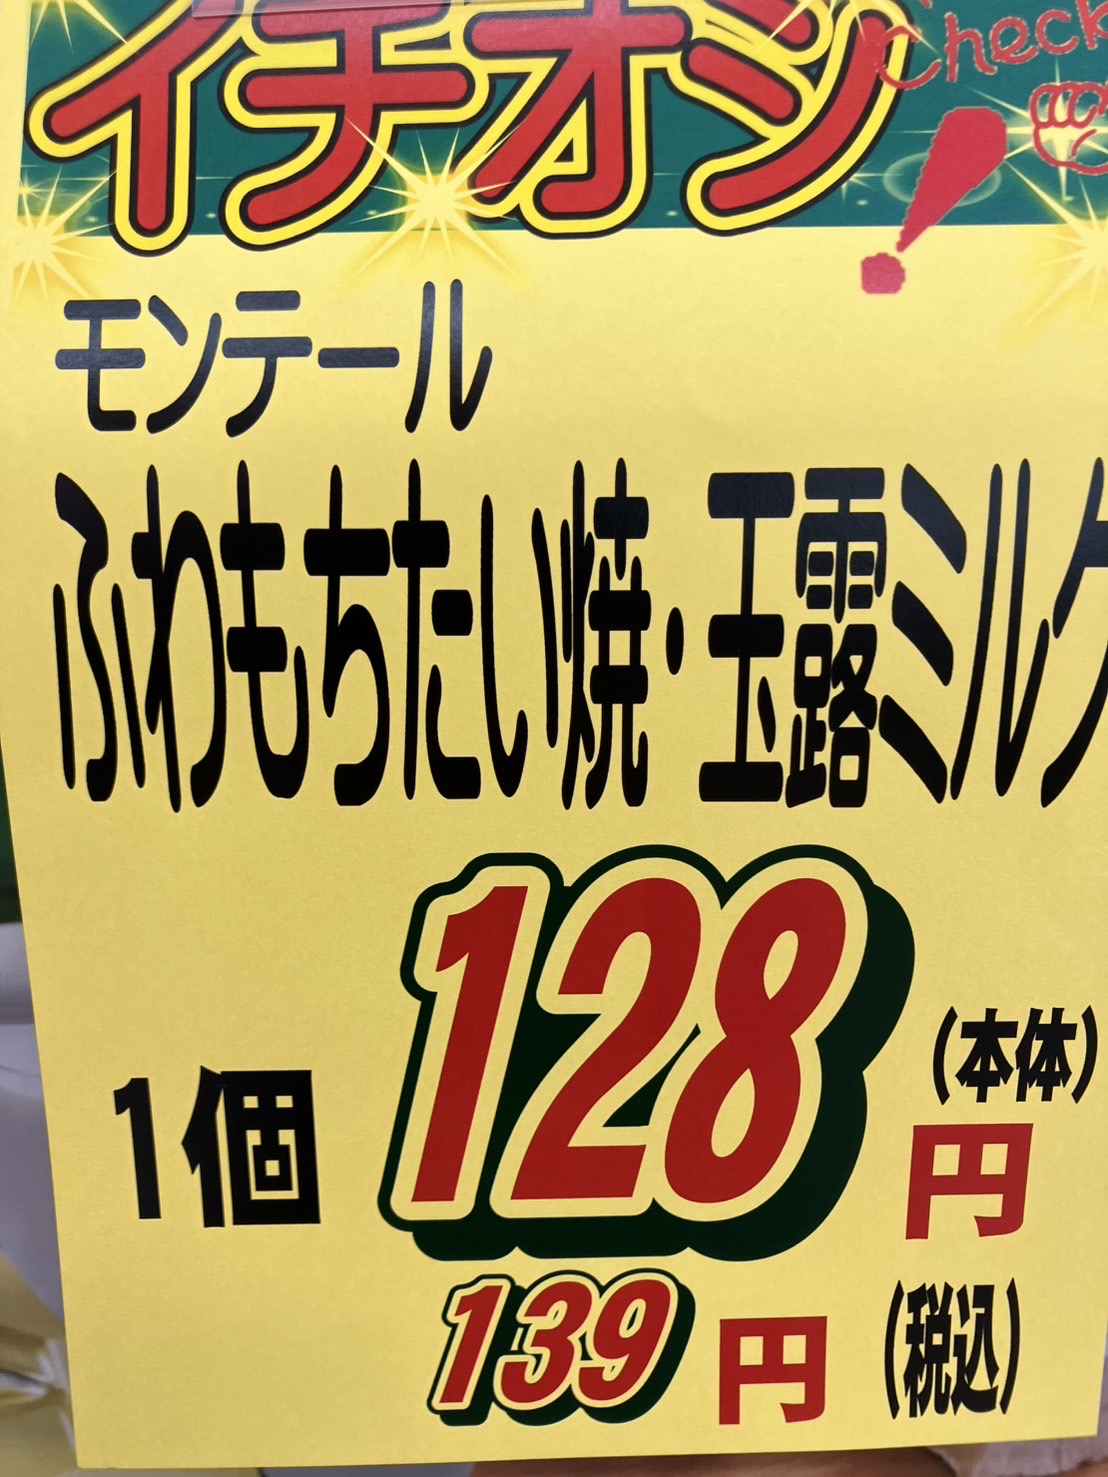 イチオシ
Check
!
モンテール
ふわもちたい焼・玉露ミルク
1個
128
(本体)
円
139円(税込)